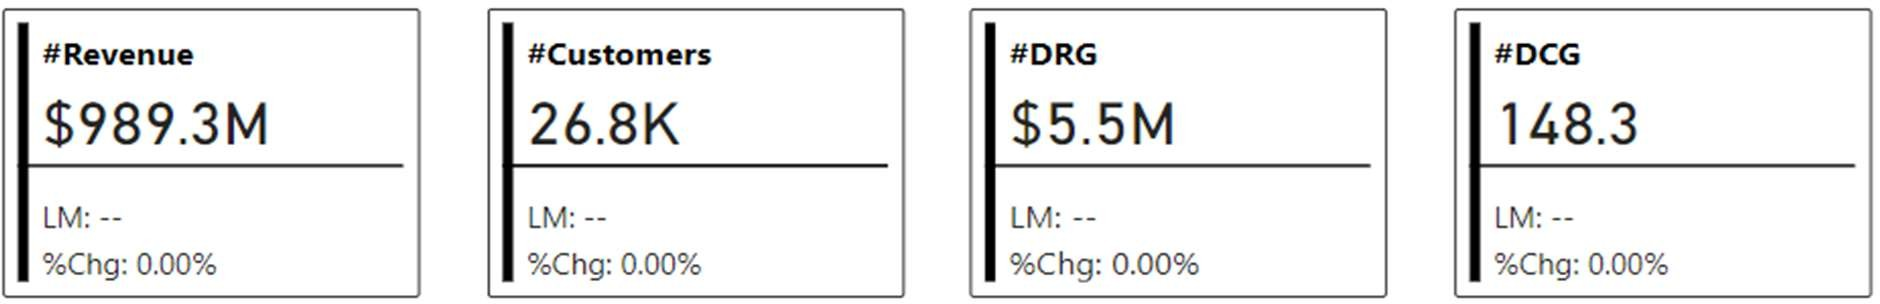 #Revenue
$989.3M
LM: --
%Chg: 0.00%
#Customers
26.8K
LM: --
%Chg: 0.00%
#DRG
$5.5M
LM: --
%Chg: 0.00%
#DCG
148.3
LM: --
%Chg: 0.00%